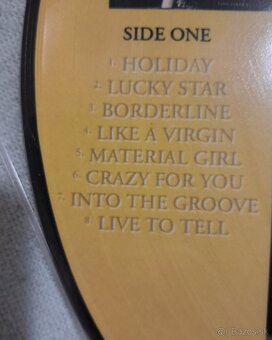 SIDE ONE
1. HOLIDAY
2. LUCKY STAR
3. BORDERLINE
4. LIKE A VIRGIN
5. MATERIAL GIRL
6. CRAZY FOR YOU
7. INTO THE GROOVE
8. LIVE TO TELL